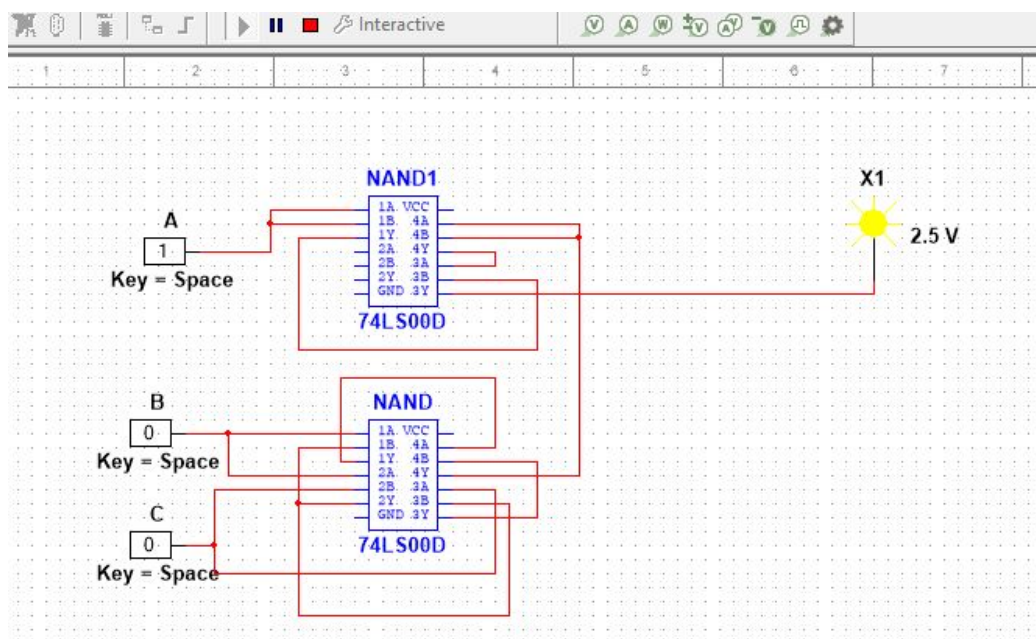 Interactive
1 2 3 4 5 6 7
NAND1
X1
A
1
Key = Space
1A VCC
1B 4A
1Y 4B
2A 4Y
2B 3A
2Y 3B
GND 3Y
2.5 V
74LS00D
B
0
Key = Space
NAND
1A VCC
1B 4A
1Y 4B
2A 4Y
2B 3A
2Y 3B
GND 3Y
C
0
Key = Space
74LS00D